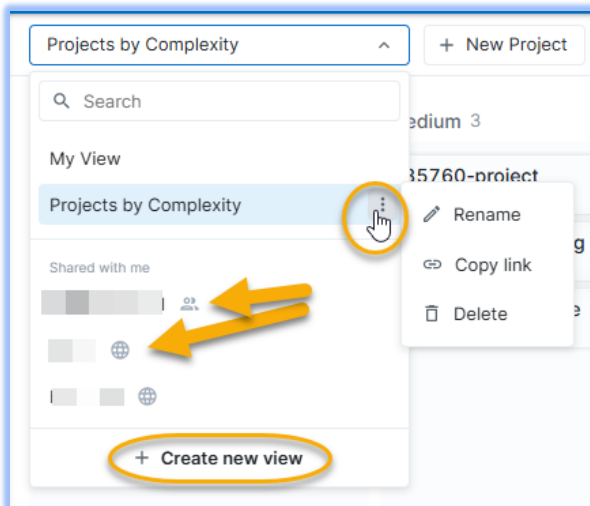 Projects by Complexity
+ New Project
Search
edium 3
My View
35760-project
Projects by Complexity
Rename
g
Copy link
Shared with me
e
Delete
+ Create new view